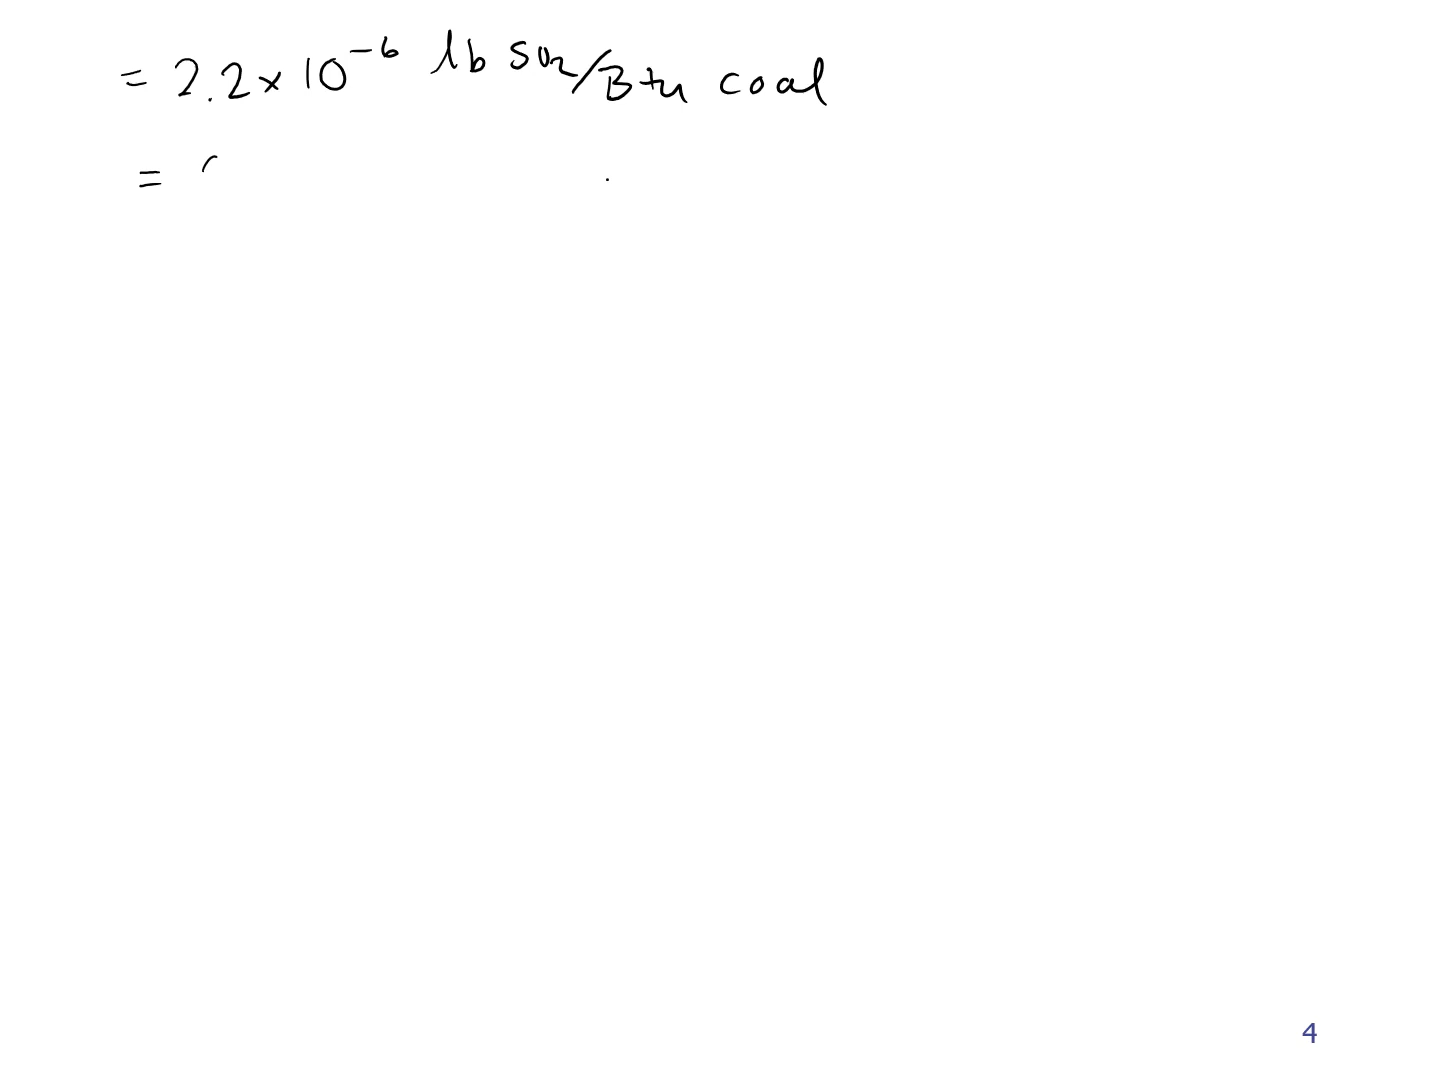 = 2.2 × 10⁻⁶ lb SO₂/Btu coal
=
4